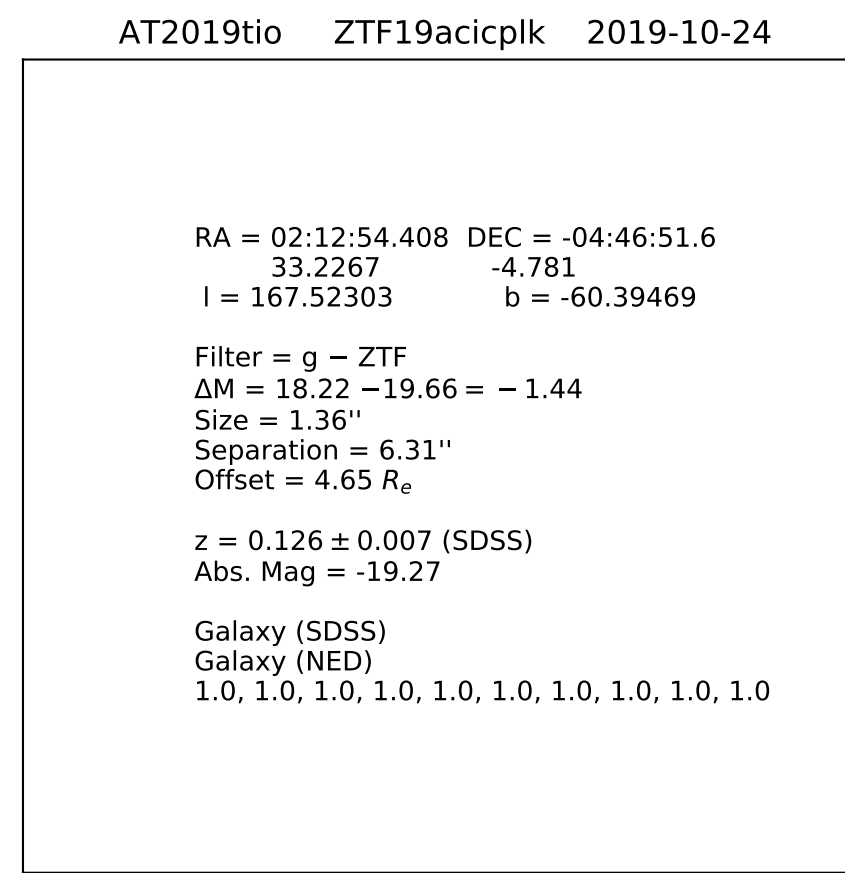 AT2019tio ZTF19acicplk 2019-10-24
RA = 02:12:54.408 DEC = -04:46:51.6
33.2267 -4.781
l = 167.52303 b = -60.39469
Filter = g − ZTF
ΔM = 18.22 −19.66 = − 1.44
Size = 1.36''
Separation = 6.31''
Offset = 4.65 Rₑ
z = 0.126 ± 0.007 (SDSS)
Abs. Mag = -19.27
Galaxy (SDSS)
Galaxy (NED)
1.0, 1.0, 1.0, 1.0, 1.0, 1.0, 1.0, 1.0, 1.0, 1.0